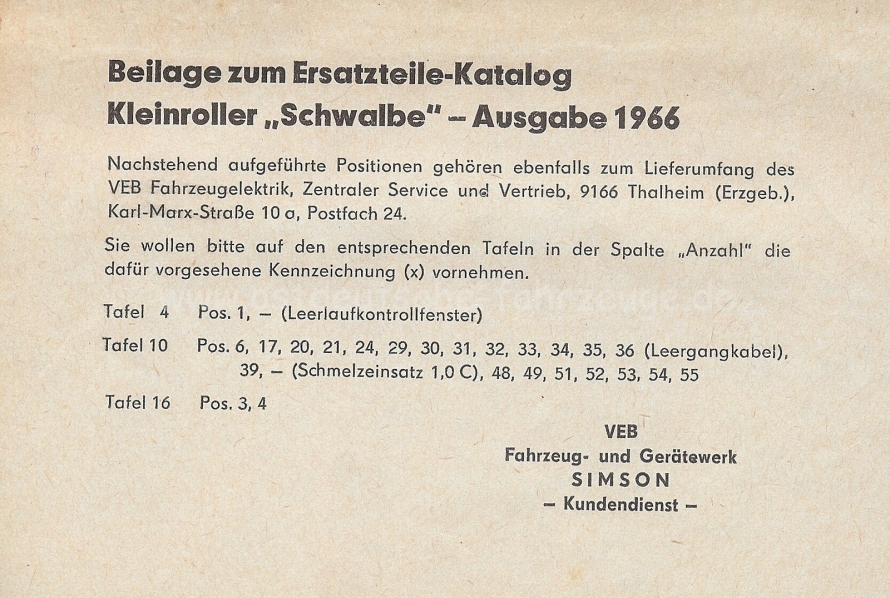 Beilage zum Ersatzteile-Katalog
Kleinroller „Schwalbe“ – Ausgabe 1966
Nachstehend aufgeführte Positionen gehören ebenfalls zum Lieferumfang des
VEB Fahrzeugelektrik, Zentraler Service und Vertrieb, 9166 Thalheim (Erzgeb.),
Karl-Marx-Straße 10 a, Postfach 24.
Sie wollen bitte auf den entsprechenden Tafeln in der Spalte „Anzahl“ die
dafür vorgesehene Kennzeichnung (x) vornehmen.
Tafel 4 Pos. 1, – (Leerlaufkontrollfenster)
Tafel 10 Pos. 6, 17, 20, 21, 24, 29, 30, 31, 32, 33, 34, 35, 36 (Leergangkabel),
39, – (Schmelzeinsatz 1,0 C), 48, 49, 51, 52, 53, 54, 55
Tafel 16 Pos. 3, 4
VEB
Fahrzeug- und Gerätewerk
SIMSON
– Kundendienst –